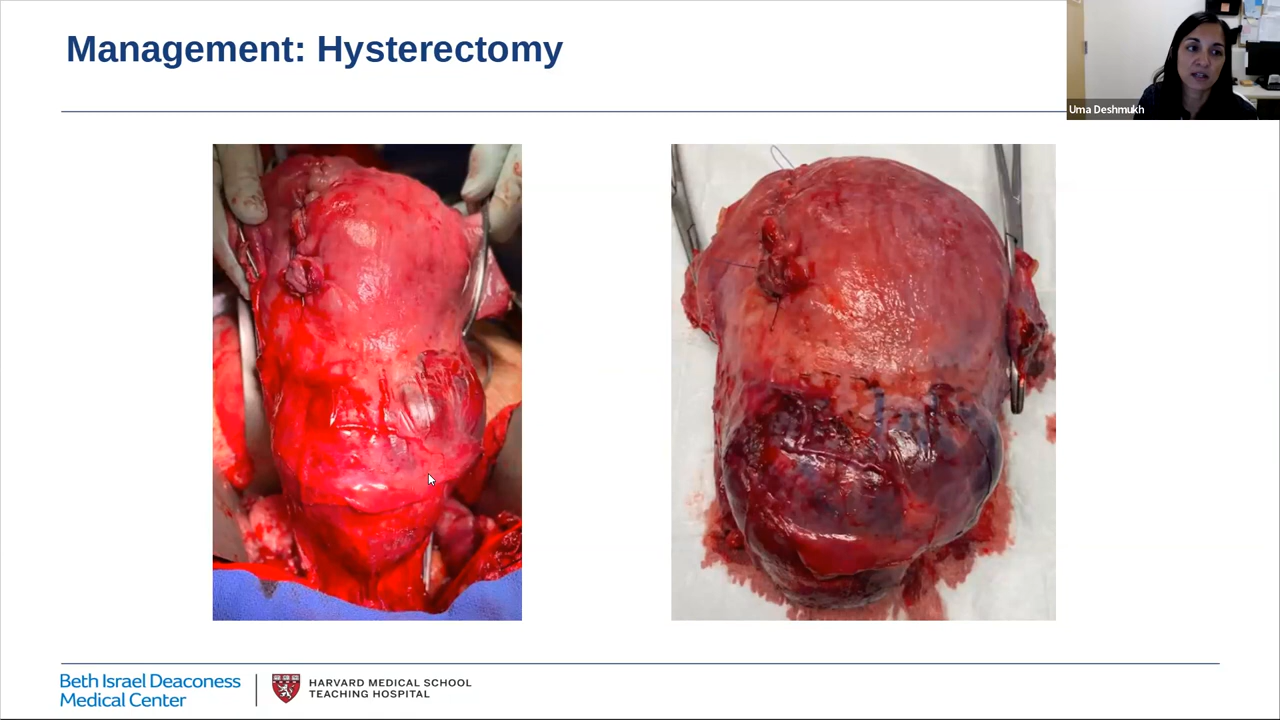 Management: Hysterectomy
Uma Deshmukh
Beth Israel Deaconess
Medical Center
HARVARD MEDICAL SCHOOL
TEACHING HOSPITAL